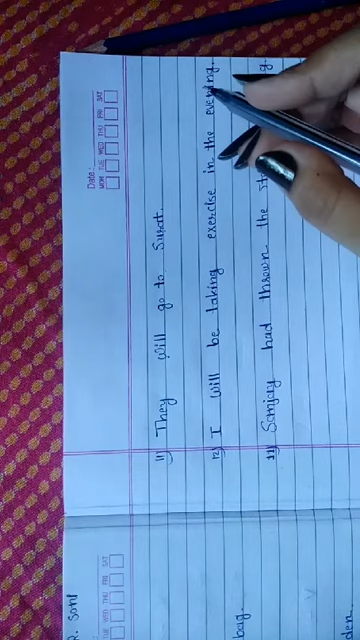 Date:
MON TUE WED THU FRI SAT
11) They will go to Surat.
12) I will be taking exercise in the evening.
13) Sanjay had thrown the
R. Soni
TUE WED THU FRI SAT
bag.